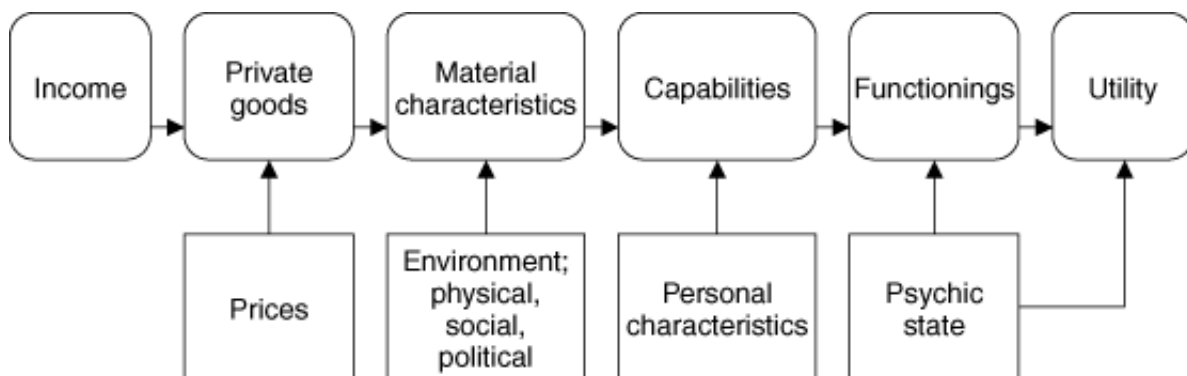 Income
Private
goods
Material
characteristics
Capabilities
Functionings
Utility
Prices
Environment;
physical,
social,
political
Personal
characteristics
Psychic
state